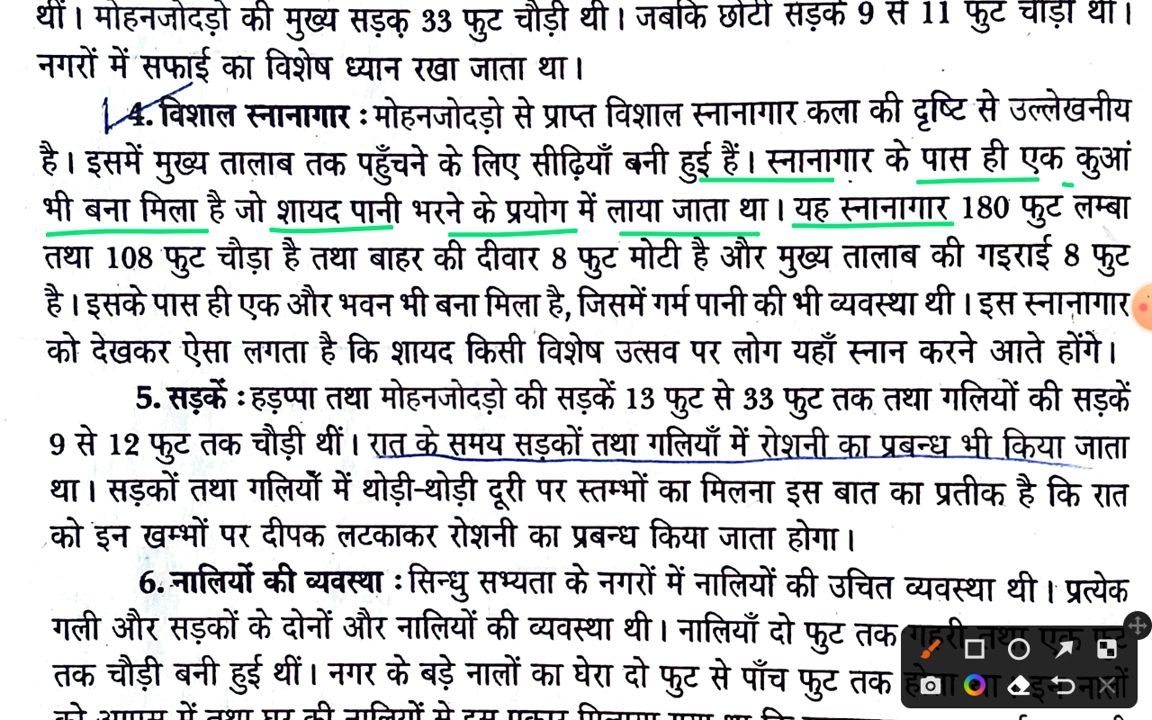 थीं। मोहनजोदड़ो की मुख्य सड़क 33 फुट चौड़ी थी। जबकि छोटी सड़कें 9 से 11 फुट चौड़ी थीं।
नगरों में सफाई का विशेष ध्यान रखा जाता था।
4. विशाल स्नानागार : मोहनजोदड़ो से प्राप्त विशाल स्नानागार कला की दृष्टि से उल्लेखनीय
है। इसमें मुख्य तालाब तक पहुँचने के लिए सीढ़ियाँ बनी हुई हैं। स्नानागार के पास ही एक कुआं
भी बना मिला है जो शायद पानी भरने के प्रयोग में लाया जाता था। यह स्नानागार 180 फुट लम्बा
तथा 108 फुट चौड़ा है तथा बाहर की दीवार 8 फुट मोटी है और मुख्य तालाब की गइराई 8 फुट
है। इसके पास ही एक और भवन भी बना मिला है, जिसमें गर्म पानी की भी व्यवस्था थी। इस स्नानागार
को देखकर ऐसा लगता है कि शायद किसी विशेष उत्सव पर लोग यहाँ स्नान करने आते होंगे।
5. सड़कें : हड़प्पा तथा मोहनजोदड़ो की सड़कें 13 फुट से 33 फुट तक तथा गलियों की सड़कें
9 से 12 फुट तक चौड़ी थीं। रात के समय सड़कों तथा गलियाँ में रोशनी का प्रबन्ध भी किया जाता
था। सड़कों तथा गलियों में थोड़ी-थोड़ी दूरी पर स्तम्भों का मिलना इस बात का प्रतीक है कि रात
को इन खम्भों पर दीपक लटकाकर रोशनी का प्रबन्ध किया जाता होगा।
6. नालियों की व्यवस्था : सिन्धु सभ्यता के नगरों में नालियों की उचित व्यवस्था थी। प्रत्येक
गली और सड़कों के दोनों और नालियों की व्यवस्था थी। नालियाँ दो फुट तक गहरी तथा एक फुट
तक चौड़ी बनी हुई थीं। नगर के बड़े नालों का घेरा दो फुट से पाँच फुट तक